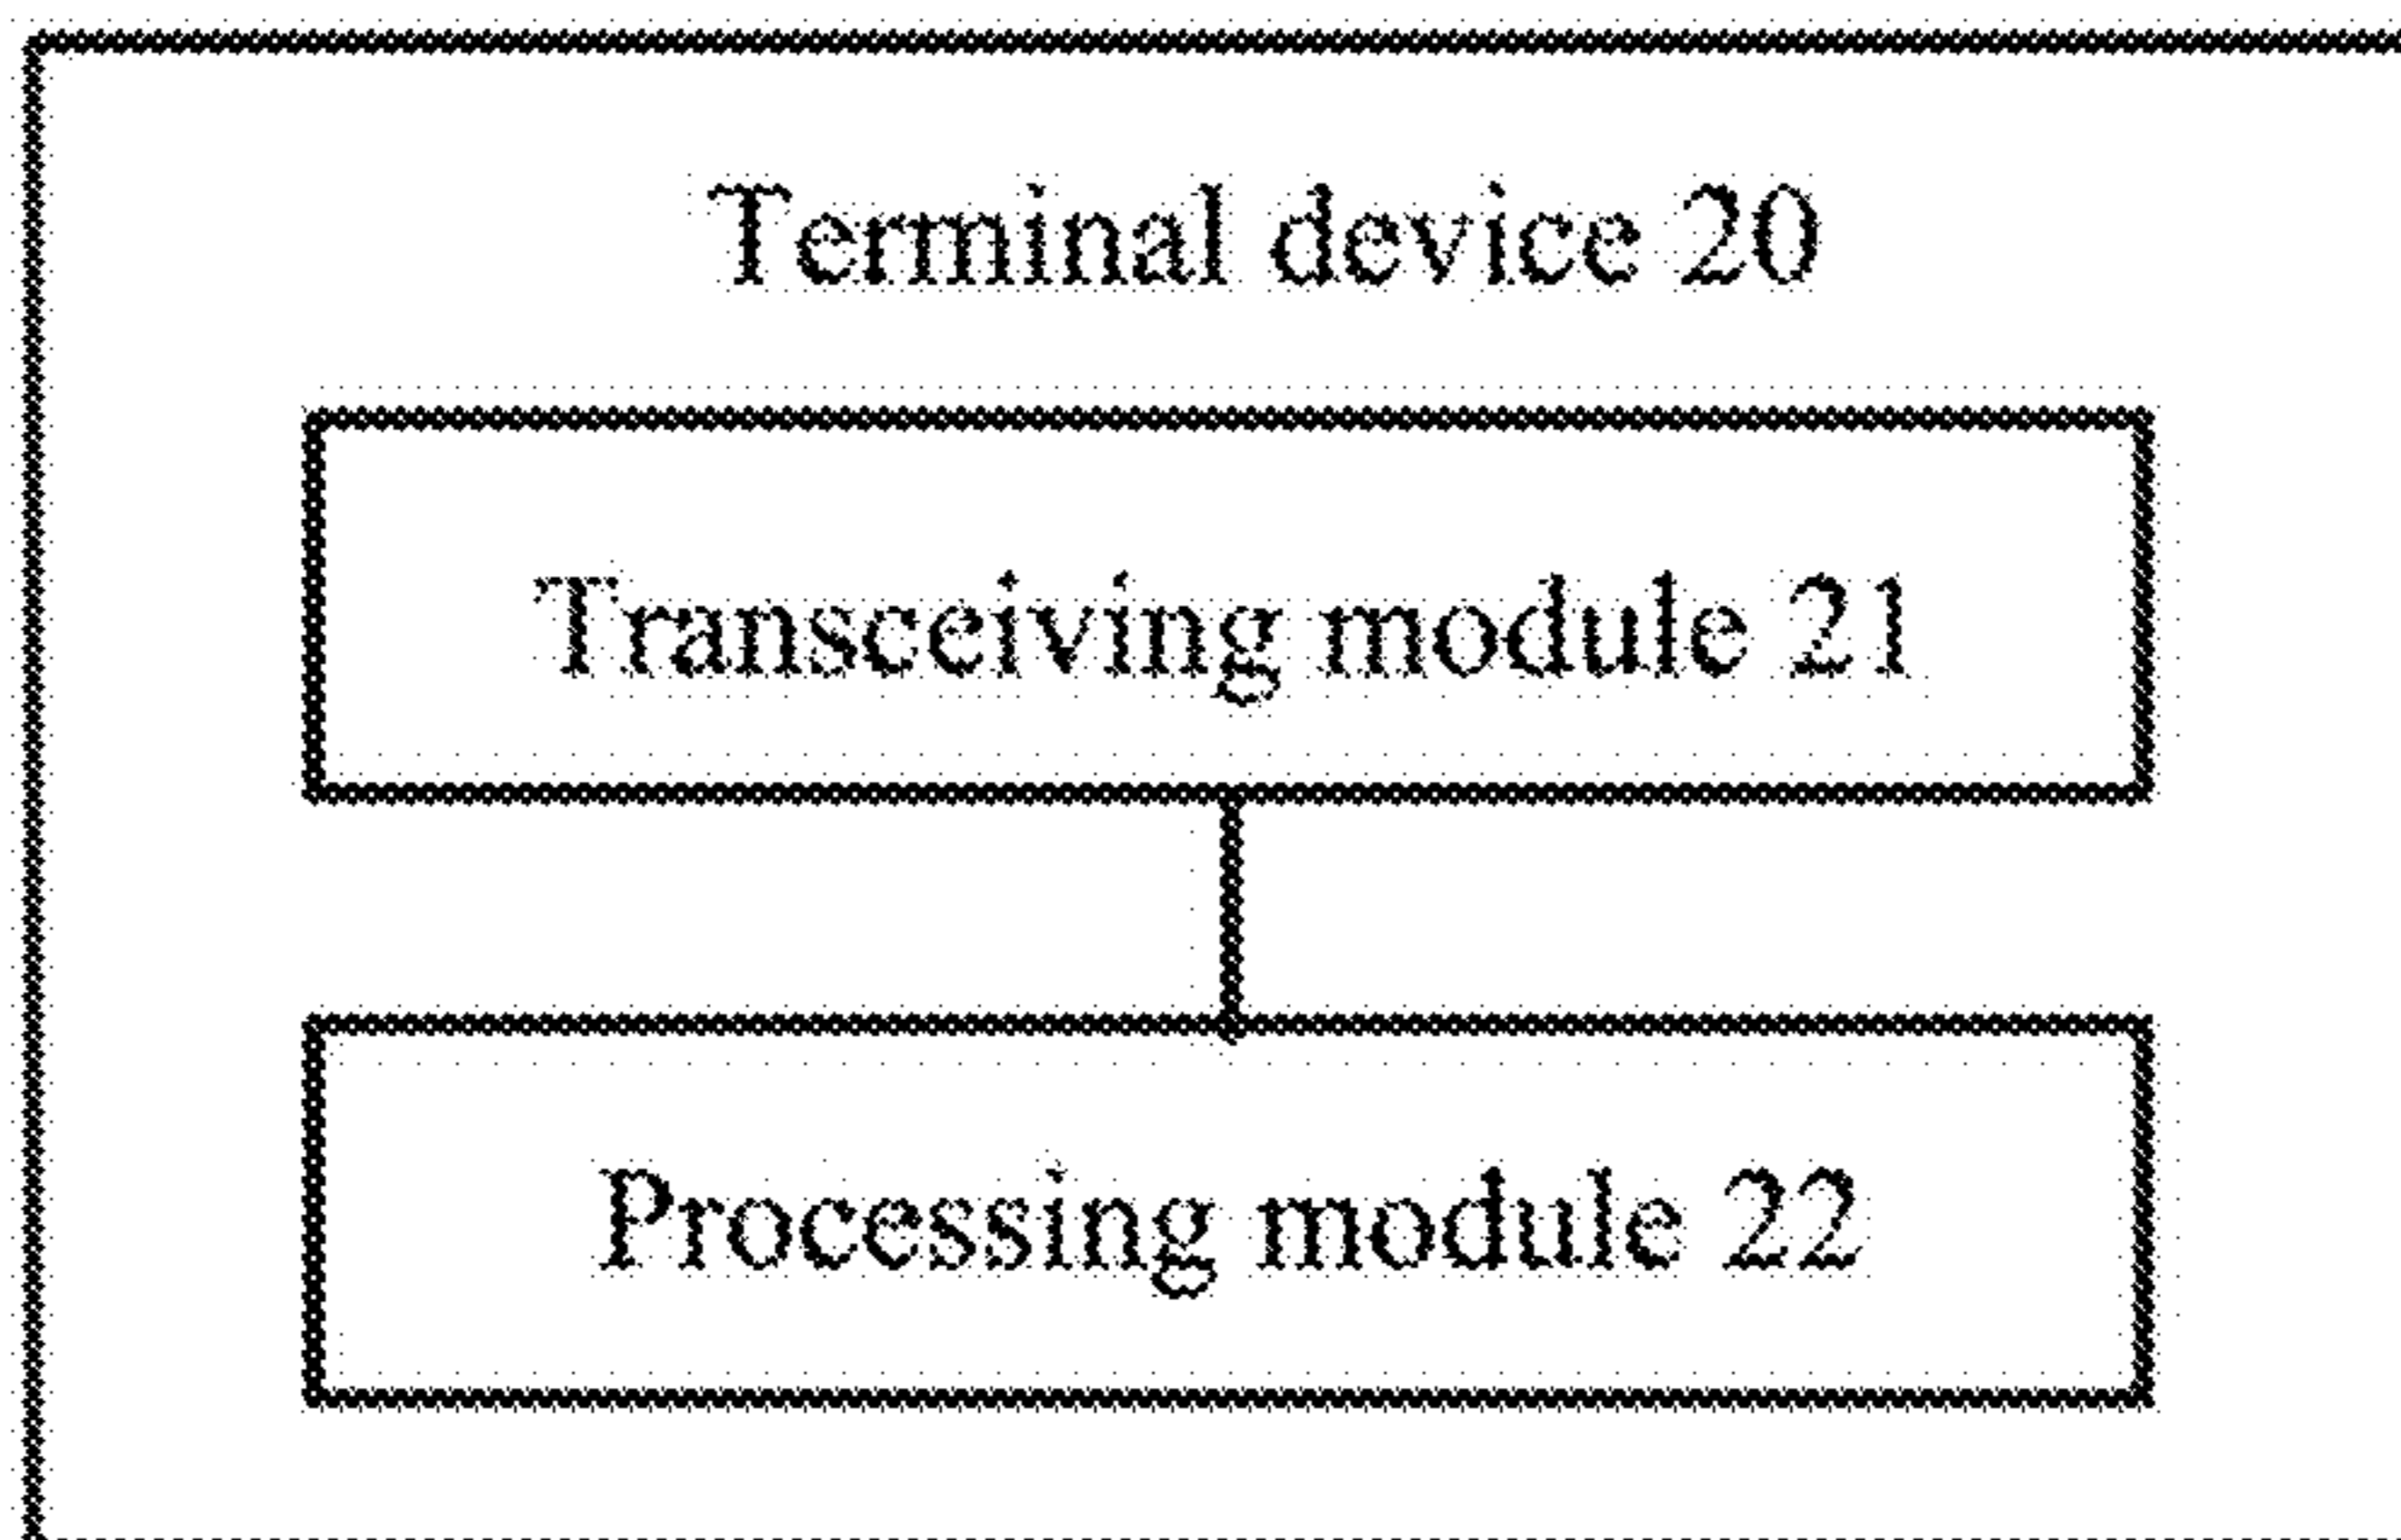 Terminal device 20
Transceiving module 21
Processing module 22